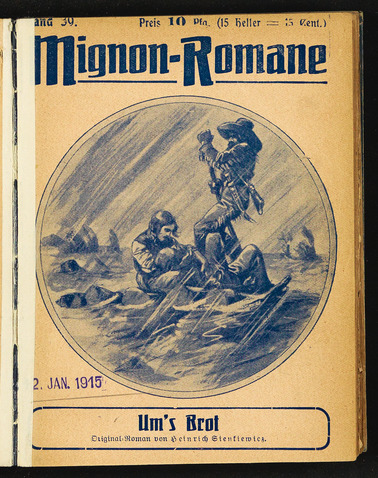 and 39. Preis 10 Pfg. (15 Heller = 15 Cent.)
Mignon-Romane
2. JAN. 1915
Um's Brot
Original-Roman von Heinrich Sienkiewicz.